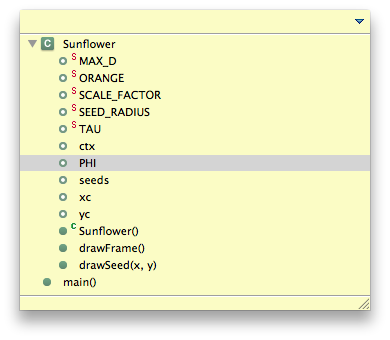 C Sunflower
S MAX_D
S ORANGE
S SCALE_FACTOR
S SEED_RADIUS
S TAU
ctx
PHI
seeds
xc
yc
C Sunflower()
drawFrame()
drawSeed(x, y)
main()